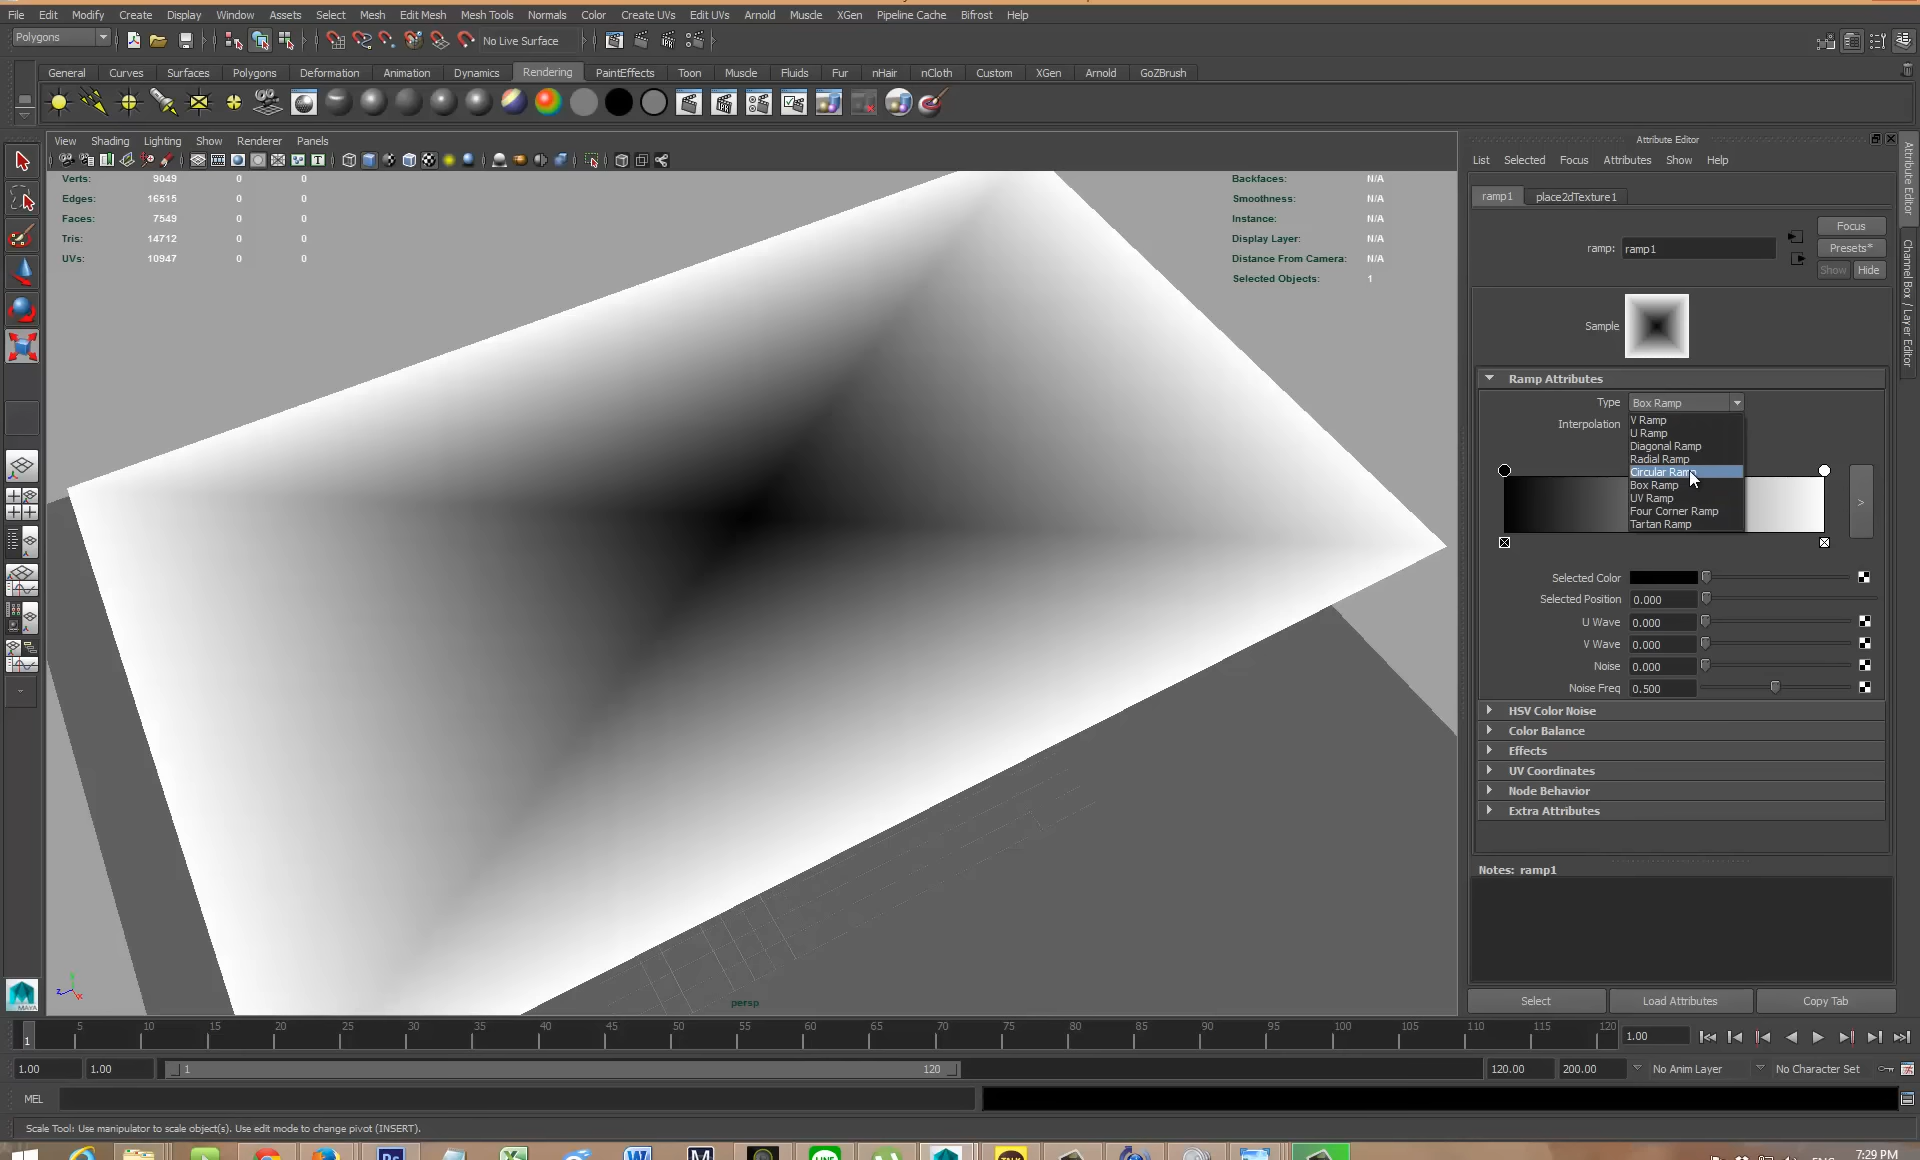 File Edit Modify Create Display Window Assets Select Mesh Edit Mesh Mesh Tools Normals Color Create UVs Edit UVs Arnold Muscle XGen Pipeline Cache Bifrost Help
Polygons
No Live Surface
General Curves Surfaces Polygons Deformation Animation Dynamics Rendering PaintEffects Toon Muscle Fluids Fur nHair nCloth Custom XGen Arnold GoZBrush
View Shading Lighting Show Renderer Panels
Verts: 9049 0 0
Edges: 16515 0 0
Faces: 7549 0 0
Tris: 14712 0 0
UVs: 10947 0 0
Backfaces: N/A
Smoothness: N/A
Instance: N/A
Display Layer: N/A
Distance From Camera: N/A
Selected Objects: 1
persp
Attribute Editor
List Selected Focus Attributes Show Help
ramp1 place2dTexture1
ramp: ramp1
Focus
Presets*
Show Hide
Sample
Ramp Attributes
Type Box Ramp
Interpolation
V Ramp
U Ramp
Diagonal Ramp
Radial Ramp
Circular Ramp
Box Ramp
UV Ramp
Four Corner Ramp
Tartan Ramp
>
Selected Color
Selected Position 0.000
U Wave 0.000
V Wave 0.000
Noise 0.000
Noise Freq 0.500
HSV Color Noise
Color Balance
Effects
UV Coordinates
Node Behavior
Extra Attributes
Notes: ramp1
Select Load Attributes Copy Tab
Attribute Editor
Channel Box / Layer Editor
MAYA
1 5 10 15 20 25 30 35 40 45 50 55 60 65 70 75 80 85 90 95 100 105 110 115 120
1.00
1.00 1.00 1 120 120.00 200.00 No Anim Layer No Character Set
MEL
Scale Tool: Use manipulator to scale object(s). Use edit mode to change pivot (INSERT).
7:29 PM